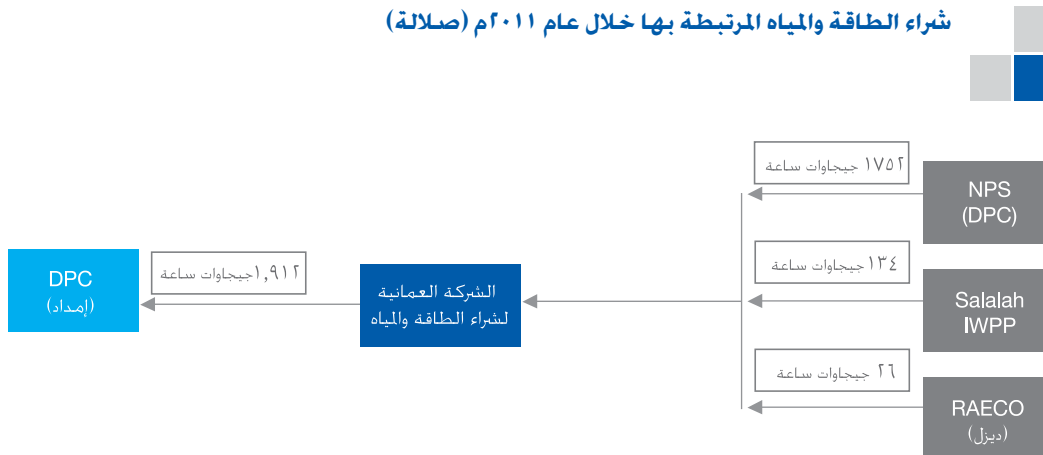 شراء الطاقة والمياه المرتبطة بها خلال عام ٢٠١١م (صلالة)
١٧٥٢ جيجاوات ساعة
NPS
(DPC)
١٣٤ جيجاوات ساعة
Salalah
IWPP
٢٦ جيجاوات ساعة
RAECO
(ديزل)
الشركة العمانية
لشراء الطاقة والمياه
١,٩١٢ جيجاوات ساعة
DPC
(إمداد)